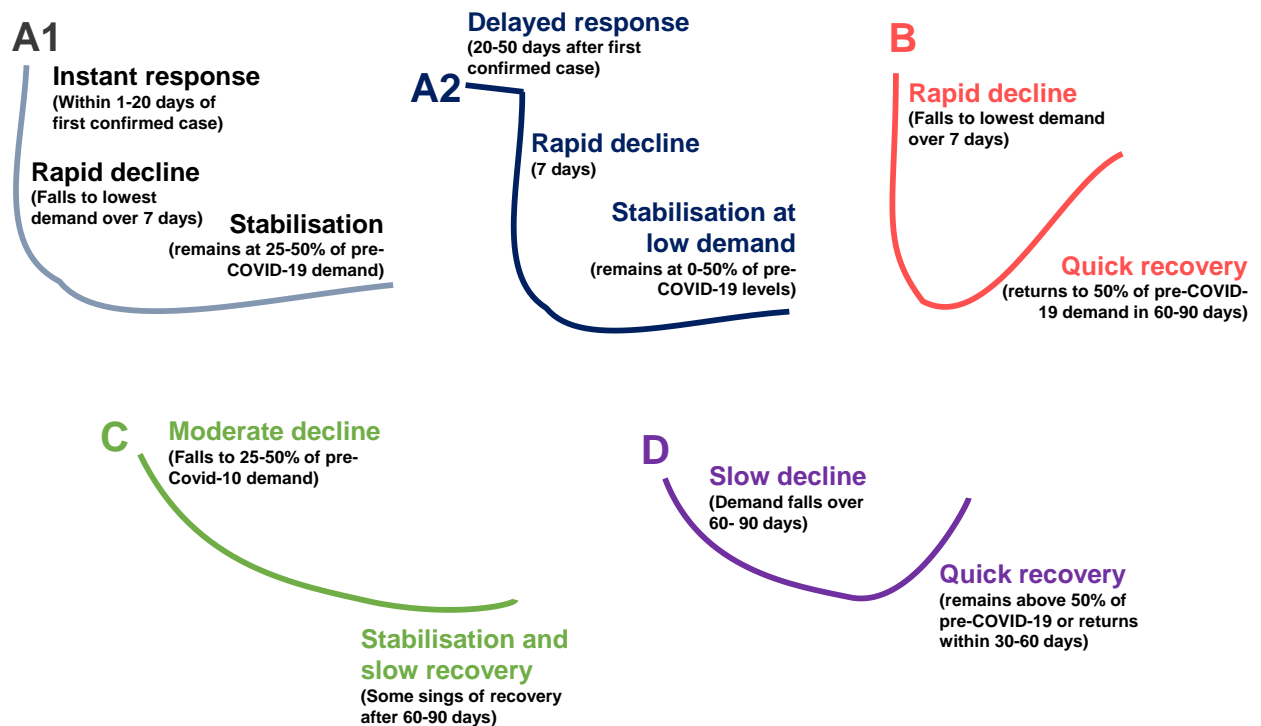 A1
Instant response
(Within 1-20 days of
first confirmed case)
Rapid decline
(Falls to lowest
demand over 7 days)
Stabilisation
(remains at 25-50% of pre-
COVID-19 demand)
A2
Delayed response
(20-50 days after first
confirmed case)
Rapid decline
(7 days)
Stabilisation at
low demand
(remains at 0-50% of pre-
COVID-19 levels)
B
Rapid decline
(Falls to lowest demand
over 7 days)
Quick recovery
(returns to 50% of pre-COVID-
19 demand in 60-90 days)
C
Moderate decline
(Falls to 25-50% of pre-
Covid-10 demand)
Stabilisation and
slow recovery
(Some sings of recovery
after 60-90 days)
D
Slow decline
(Demand falls over
60- 90 days)
Quick recovery
(remains above 50% of
pre-COVID-19 or returns
within 30-60 days)